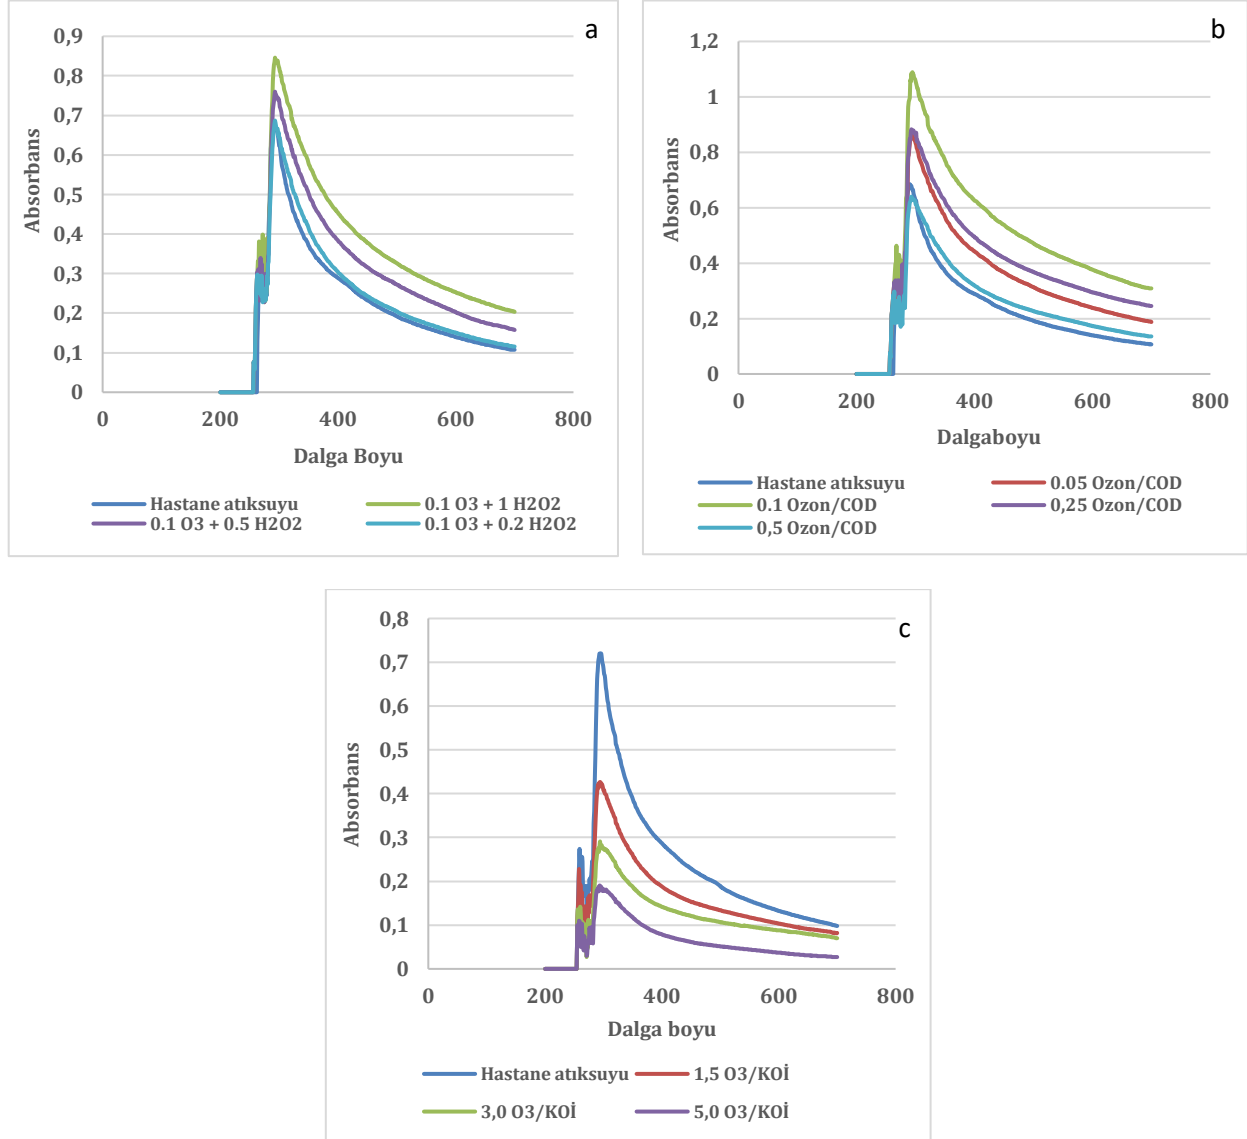 a
Absorbans
0,9
0,8
0,7
0,6
0,5
0,4
0,3
0,2
0,1
0
0 200 400 600 800
Dalga Boyu
Hastane atıksuyu 0.1 O3 + 1 H2O2
0.1 O3 + 0.5 H2O2 0.1 O3 + 0.2 H2O2
b
Absorbans
1,2
1
0,8
0,6
0,4
0,2
0
0 200 400 600 800
Dalgaboyu
Hastane atıksuyu 0.05 Ozon/COD
0.1 Ozon/COD 0,25 Ozon/COD
0,5 Ozon/COD
c
Absorbans
0,8
0,7
0,6
0,5
0,4
0,3
0,2
0,1
0
0 200 400 600 800
Dalga boyu
Hastane atıksuyu 1,5 O3/KOİ
3,0 O3/KOİ 5,0 O3/KOİ